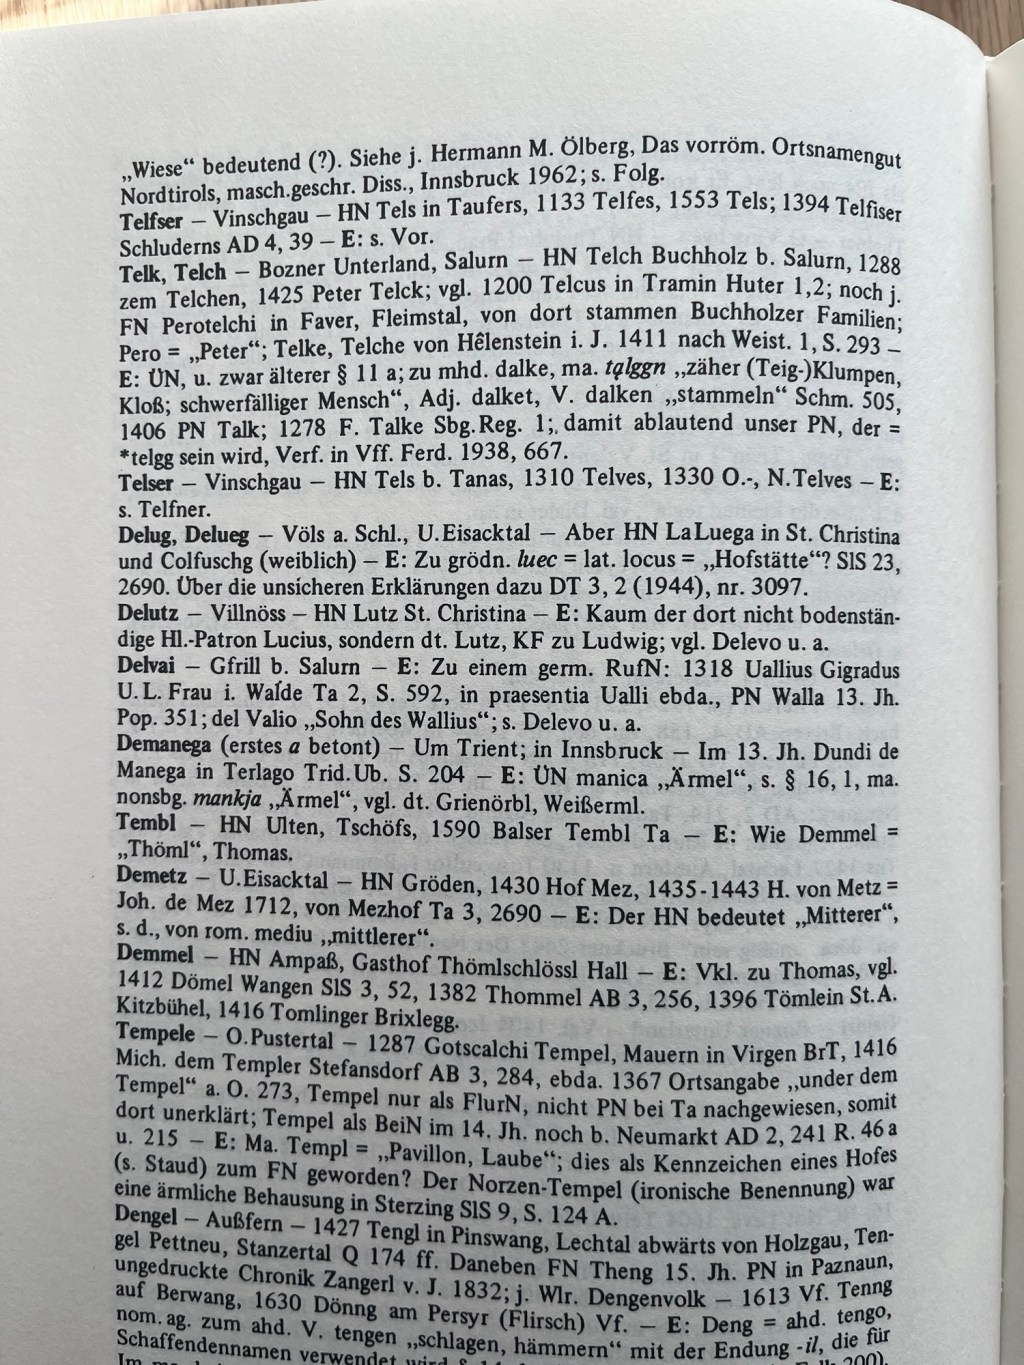 „Wiese“ bedeutend (?). Siehe j. Hermann M. Ölberg, Das vorröm. Ortsnamengut
Nordtirols, masch.geschr. Diss., Innsbruck 1962; s. Folg.
Telfser – Vinschgau – HN Tels in Taufers, 1133 Telfes, 1553 Tels; 1394 Telfiser
Schluderns AD 4, 39 – E: s. Vor.
Telk, Telch – Bozner Unterland, Salurn – HN Telch Buchholz b. Salurn, 1288
zem Telchen, 1425 Peter Telck; vgl. 1200 Telcus in Tramin Huter 1,2; noch j.
FN Perotelchi in Faver, Fleimstal, von dort stammen Buchholzer Familien;
Pero = „Peter“; Telke, Telche von Hêlenstein i. J. 1411 nach Weist. 1, S. 293 –
E: ÜN, u. zwar älterer § 11 a; zu mhd. dalke, ma. tąlggn „zäher (Teig-)Klumpen,
Kloß; schwerfälliger Mensch“, Adj. dalket, V. dalken „stammeln“ Schm. 505,
1406 PN Talk; 1278 F. Talke Sbg.Reg. 1; damit ablautend unser PN, der =
*telgg sein wird, Verf. in Vff. Ferd. 1938, 667.
Telser – Vinschgau – HN Tels b. Tanas, 1310 Telves, 1330 O.-, N.Telves – E:
s. Telfner.
Delug, Delueg – Völs a. Schl., U.Eisacktal – Aber HN LaLuega in St. Christina
und Colfuschg (weiblich) – E: Zu grödn. luec = lat. locus = „Hofstätte“? SlS 23,
2690. Über die unsicheren Erklärungen dazu DT 3, 2 (1944), nr. 3097.
Delutz – Villnöss – HN Lutz St. Christina – E: Kaum der dort nicht bodenstän-
dige Hl.-Patron Lucius, sondern dt. Lutz, KF zu Ludwig; vgl. Delevo u. a.
Delvai – Gfrill b. Salurn – E: Zu einem germ. RufN: 1318 Uallius Gigradus
U.L. Frau i. Walde Ta 2, S. 592, in praesentia Ualli ebda., PN Walla 13. Jh.
Pop. 351; del Valio „Sohn des Wallius“; s. Delevo u. a.
Demanega (erstes a betont) – Um Trient; in Innsbruck – Im 13. Jh. Dundi de
Manega in Terlago Trid.Ub. S. 204 – E: ÜN manica „Ärmel“, s. § 16, 1, ma.
nonsbg. mankja „Ärmel“, vgl. dt. Grienörbl, Weißerml.
Tembl – HN Ulten, Tschöfs, 1590 Balser Tembl Ta – E: Wie Demmel =
„Thöml“, Thomas.
Demetz – U.Eisacktal – HN Gröden, 1430 Hof Mez, 1435-1443 H. von Metz =
Joh. de Mez 1712, von Mezhof Ta 3, 2690 – E: Der HN bedeutet „Mitterer“,
s. d., von rom. mediu „mittlerer“.
Demmel – HN Ampaß, Gasthof Thömlschlössl Hall – E: Vkl. zu Thomas, vgl.
1412 Dömel Wangen SlS 3, 52, 1382 Thommel AB 3, 256, 1396 Tömlein St.A.
Kitzbühel, 1416 Tomlinger Brixlegg.
Tempele – O.Pustertal – 1287 Gotscalchi Tempel, Mauern in Virgen BrT, 1416
Mich. dem Templer Stefansdorf AB 3, 284, ebda. 1367 Ortsangabe „under dem
Tempel“ a. O. 273, Tempel nur als FlurN, nicht PN bei Ta nachgewiesen, somit
dort unerklärt; Tempel als BeiN im 14. Jh. noch b. Neumarkt AD 2, 241 R. 46a
u. 215 – E: Ma. Templ = „Pavillon, Laube“; dies als Kennzeichen eines Hofes
(s. Staud) zum FN geworden? Der Norzen-Tempel (ironische Benennung) war
eine ärmliche Behausung in Sterzing SlS 9, S. 124 A.
Dengel – Außfern – 1427 Tengl in Pinswang, Lechtal abwärts von Holzgau, Ten-
gel Pettneu, Stanzertal Q 174 ff. Daneben FN Theng 15. Jh. PN in Paznaun,
ungedruckte Chronik Zangerl v. J. 1832; j. Wlr. Dengenvolk – 1613 Vf. Tenng
auf Berwang, 1630 Dönng am Persyr (Flirsch) Vf. – E: Deng = ahd. tengo,
nom. ag. zum ahd. V. tengen „schlagen, hämmern“ mit der Endung -il, die für
Schaffendennamen verwendet wird